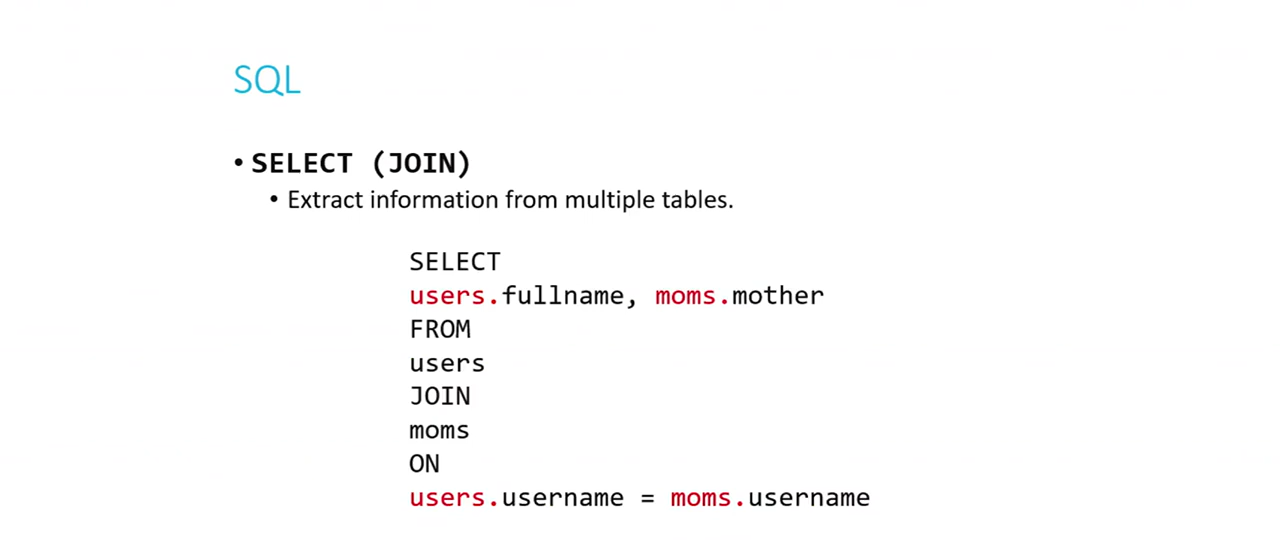 SQL
• SELECT (JOIN)
• Extract information from multiple tables.
SELECT
users.fullname, moms.mother
FROM
users
JOIN
moms
ON
users.username = moms.username